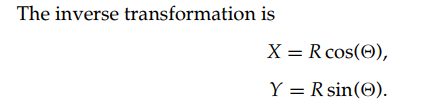 The inverse transformation is
X = R cos(Θ),
Y = R sin(Θ).